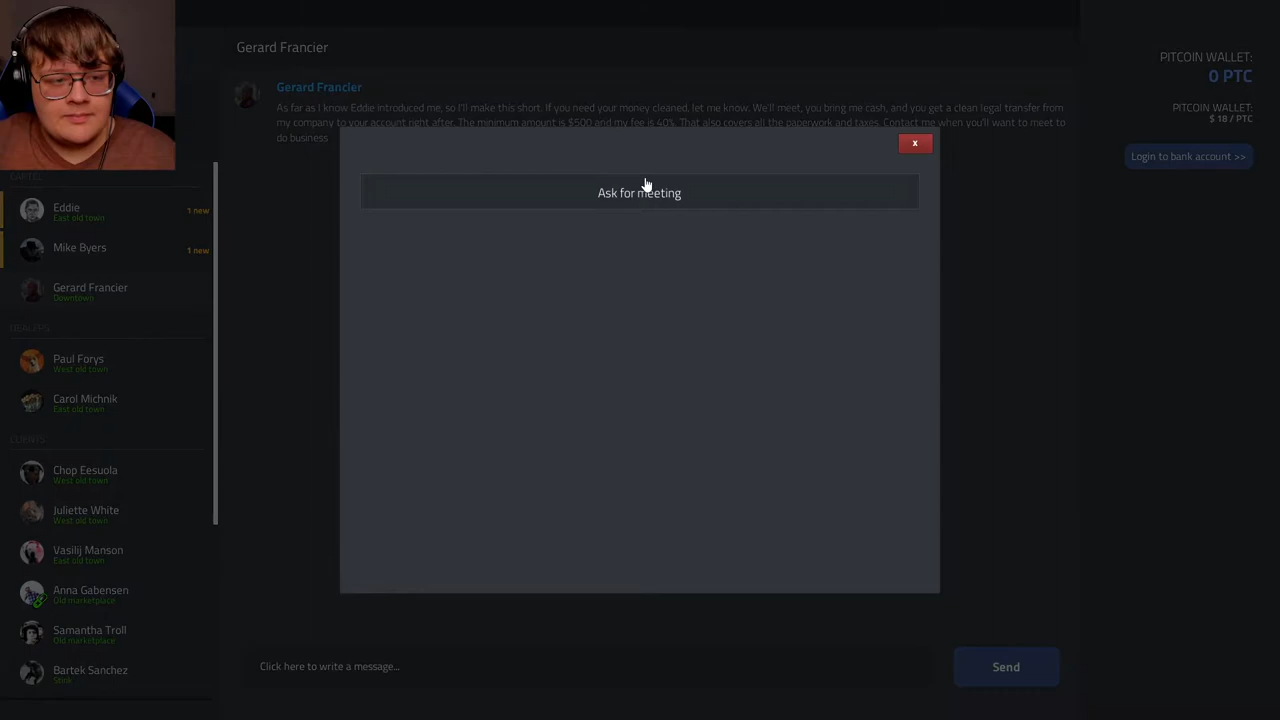 Gerard Francier
PITCOIN WALLET:
0 PTC
PITCOIN WALLET:
$ 18 / PTC
Login to bank account >>
Gerard Francier
As far as I know Eddie introduced me, so I'll make this short. If you need your money cleaned, let me know. We'll meet, you bring me cash, and you get a clean legal transfer from
my company to your account right after. The minimum amount is $500 and my fee is 40%. That also covers all the paperwork and taxes. Contact me when you'll want to meet to
do business
x
Ask for meeting
CARTEL
Eddie
East old town
1 new
Mike Byers
1 new
Gerard Francier
Downtown
DEALERS
Paul Forys
West old town
Carol Michnik
East old town
CLIENTS
Chop Eesuola
West old town
Juliette White
West old town
Vasilij Manson
East old town
Anna Gabensen
Old marketplace
Samantha Troll
Old marketplace
Bartek Sanchez
Stink
Click here to write a message...
Send